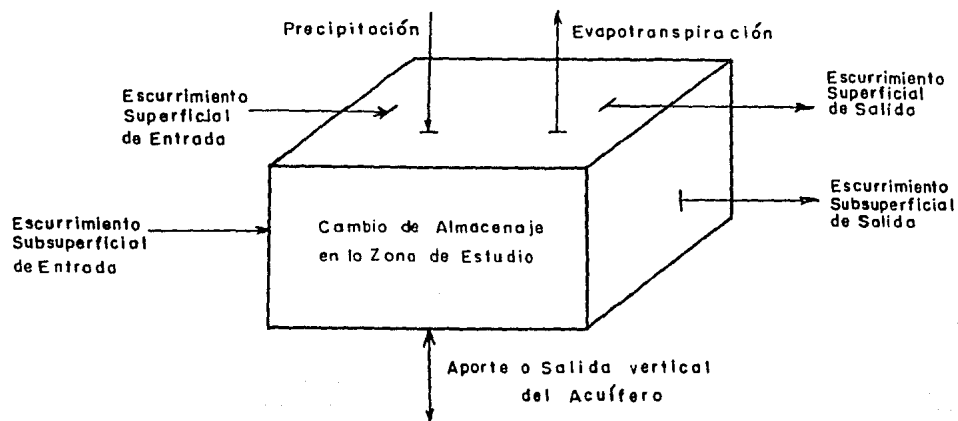 Precipitación
Evapotranspiración
Escurrimiento
Superficial
de Entrada
Escurrimiento
Superficial
de Salida
Escurrimiento
Subsuperficial
de Entrada
Cambio de Almacenaje
en la Zona de Estudio
Escurrimiento
Subsuperficial
de Salida
Aporte o Salida vertical
del Acuífero